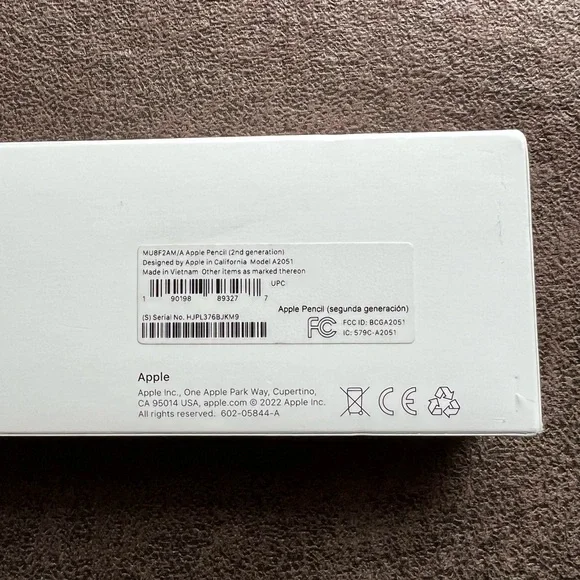 MU8F2AM/A Apple Pencil (2nd generation)
Designed by Apple in California Model A2051
Made in Vietnam Other items as marked thereon
UPC
1 90198 89327 7
Apple Pencil (segunda generación)
(S) Serial No. HJPL376BJKM9
FC FCC ID: BCGA2051
IC: 579C-A2051
Apple
Apple Inc., One Apple Park Way, Cupertino,
CA 95014 USA, apple.com © 2022 Apple Inc.
All rights reserved. 602-05844-A
CE